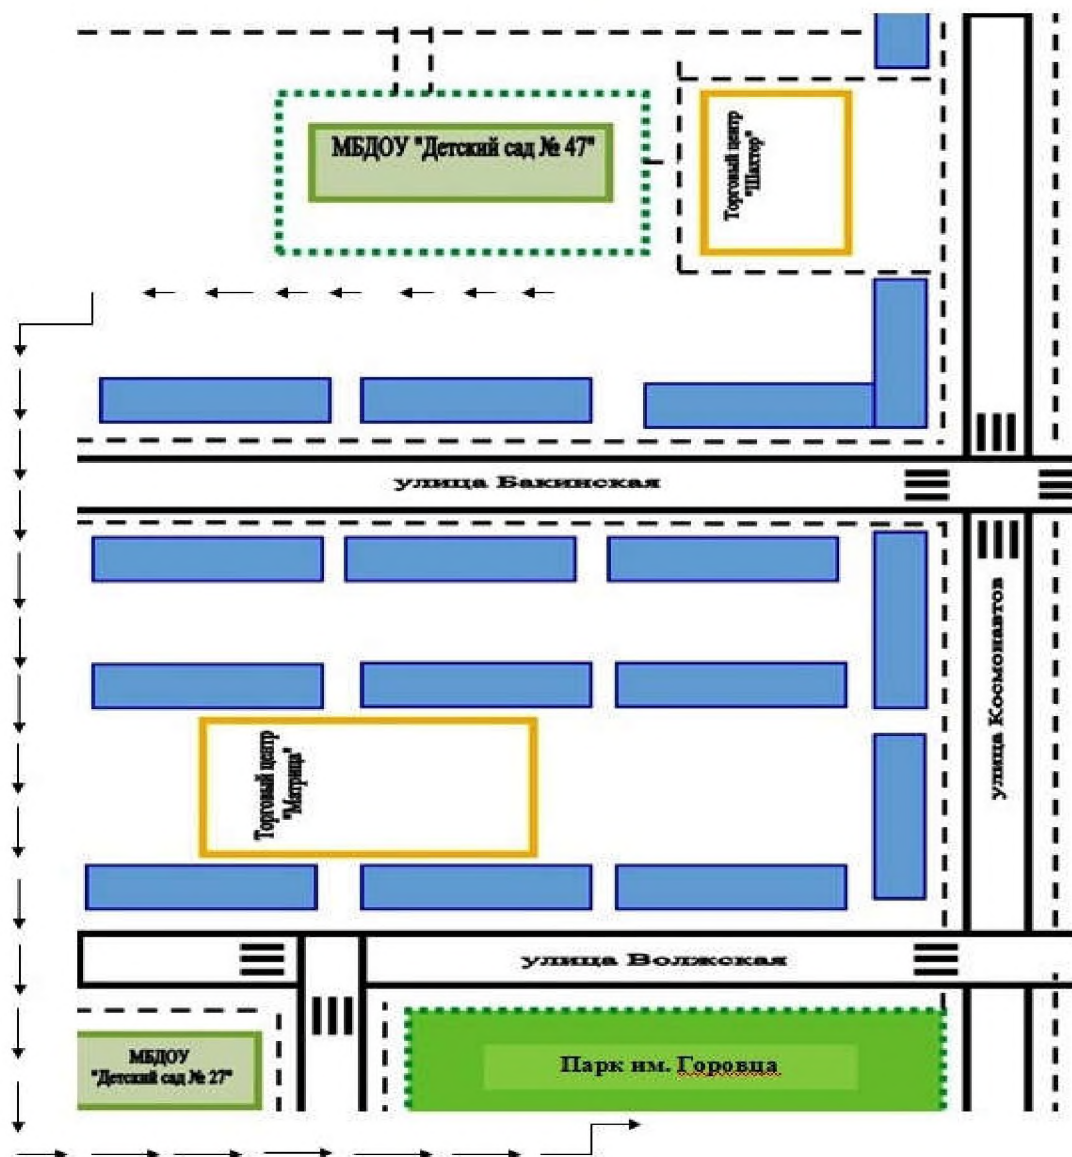 МБДОУ "Детский сад № 47"
Торговый центр
"Шахтор"
улица Бакинская
улица Космонавтов
Торговый центр
"Матрица"
улица Волжская
МБДОУ
"Детский сад № 27"
Парк им. Горовца